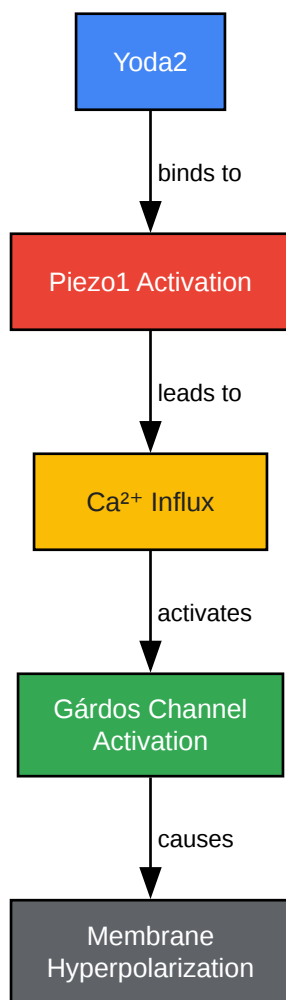 Yoda2
binds to
Piezo1 Activation
leads to
Ca²⁺ Influx
activates
Gárdos Channel
Activation
causes
Membrane
Hyperpolarization